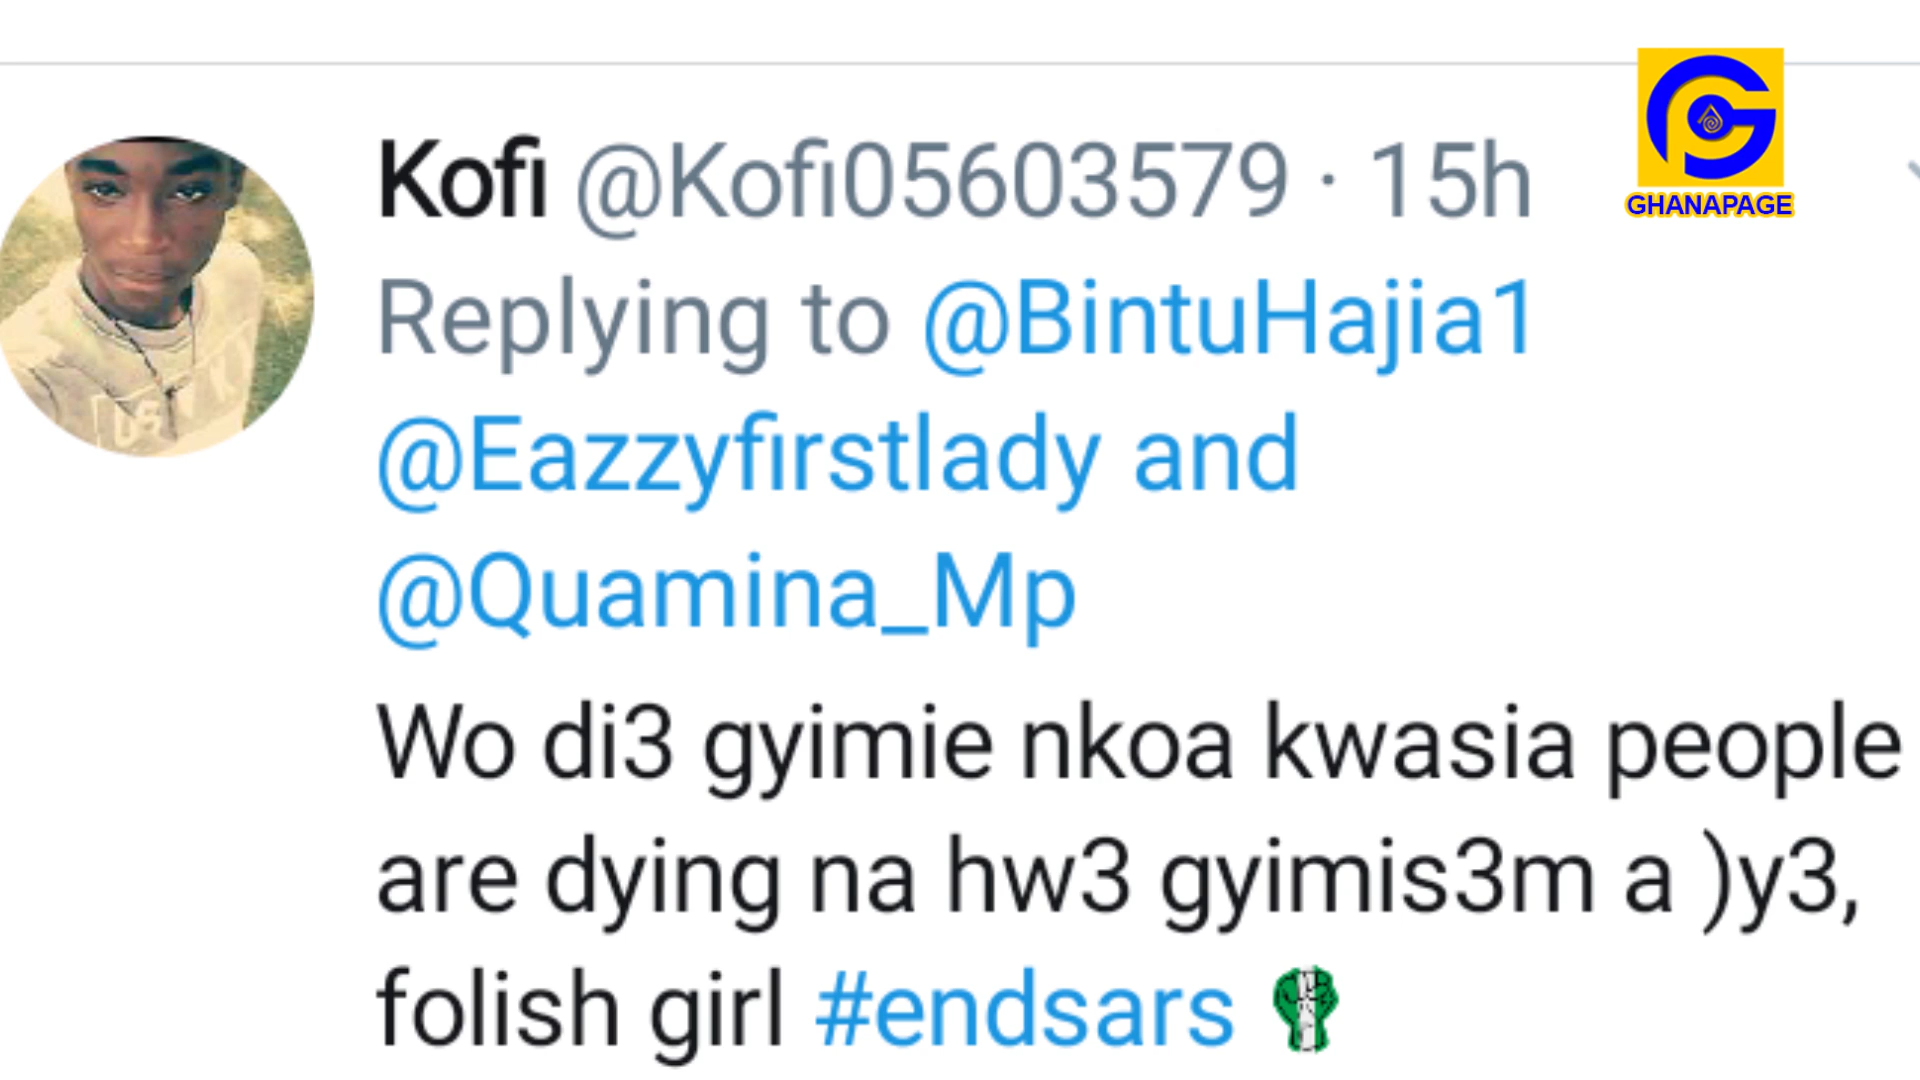 GHANAPAGE
Kofi @Kofi05603579 · 15h
Replying to @BintuHajia1
@Eazzyfirstlady and
@Quamina_Mp
Wo di3 gyimie nkoa kwasia people
are dying na hw3 gyimis3m a )y3,
folish girl #endsars